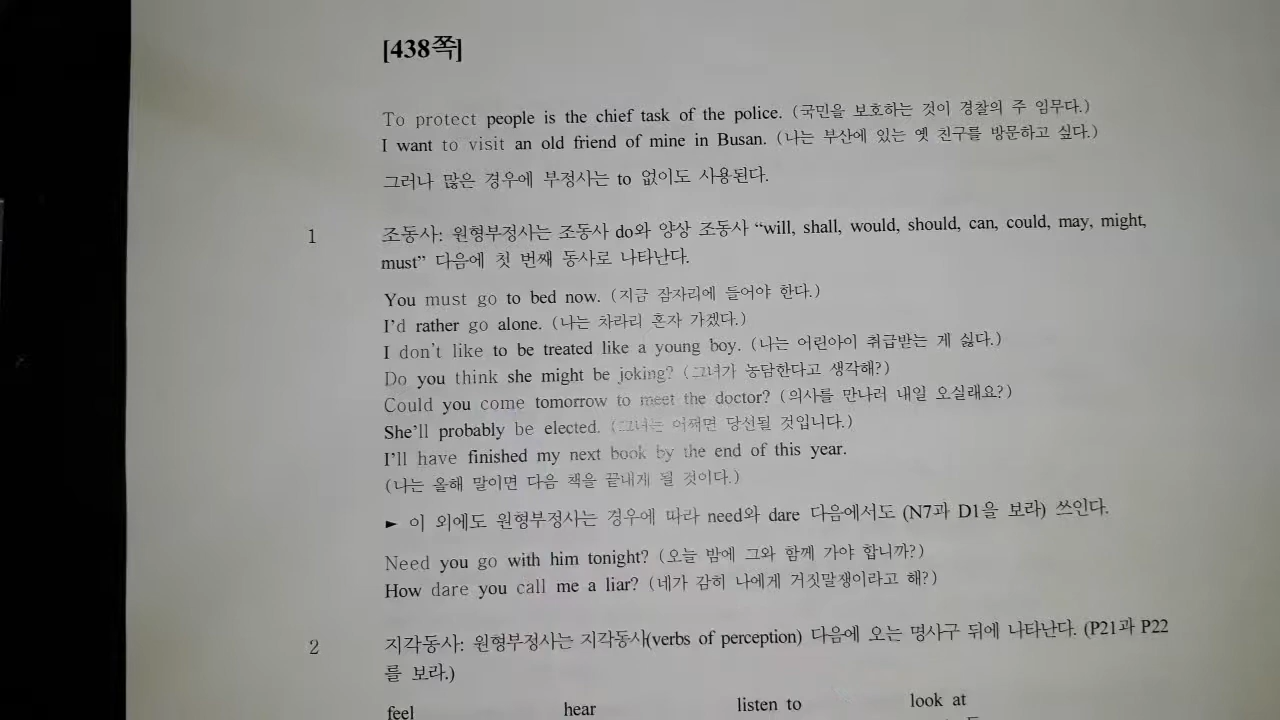 [438쪽]
To protect people is the chief task of the police. (국민을 보호하는 것이 경찰의 주 임무다.)
I want to visit an old friend of mine in Busan. (나는 부산에 있는 옛 친구를 방문하고 싶다.)
그러나 많은 경우에 부정사는 to 없이도 사용된다.
1 조동사: 원형부정사는 조동사 do와 양상 조동사 “will, shall, would, should, can, could, may, might,
must” 다음에 첫 번째 동사로 나타난다.
You must go to bed now. (지금 잠자리에 들어야 한다.)
I’d rather go alone. (나는 차라리 혼자 가겠다.)
I don’t like to be treated like a young boy. (나는 어린아이 취급받는 게 싫다.)
Do you think she might be joking? (그녀가 농담한다고 생각해?)
Could you come tomorrow to meet the doctor? (의사를 만나러 내일 오실래요?)
She’ll probably be elected. (그녀는 어쩌면 당선될 것입니다.)
I’ll have finished my next book by the end of this year.
(나는 올해 말이면 다음 책을 끝내게 될 것이다.)
► 이 외에도 원형부정사는 경우에 따라 need와 dare 다음에서도 (N7과 D1을 보라) 쓰인다.
Need you go with him tonight? (오늘 밤에 그와 함께 가야 합니까?)
How dare you call me a liar? (네가 감히 나에게 거짓말쟁이라고 해?)
2 지각동사: 원형부정사는 지각동사(verbs of perception) 다음에 오는 명사구 뒤에 나타난다. (P21과 P22
를 보라.)
feel hear listen to look at